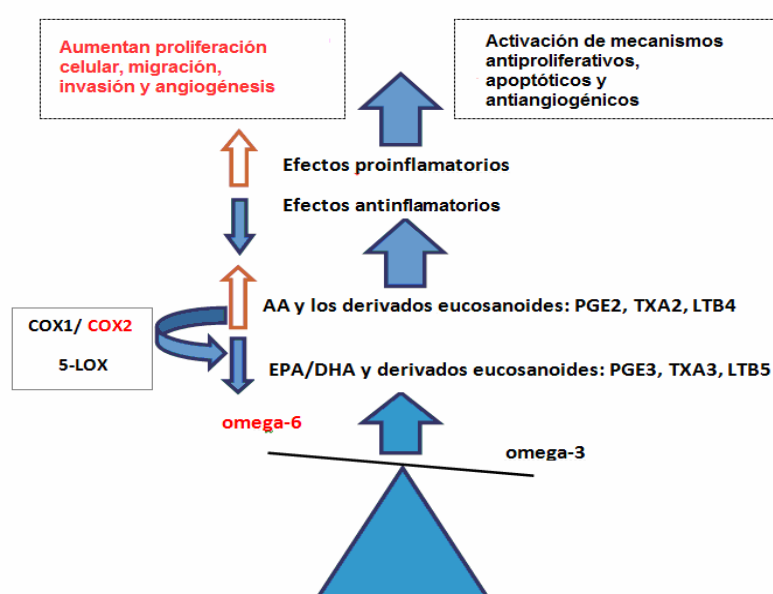 Aumentan proliferación
celular, migración,
invasión y angiogénesis
Activación de mecanismos
antiproliferativos,
apoptóticos y
antiangiogénicos
Efectos proinflamatorios
Efectos antinflamatorios
AA y los derivados eucosanoides: PGE2, TXA2, LTB4
COX1/ COX2
5-LOX
EPA/DHA y derivados eucosanoides: PGE3, TXA3, LTB5
omega-6
omega-3